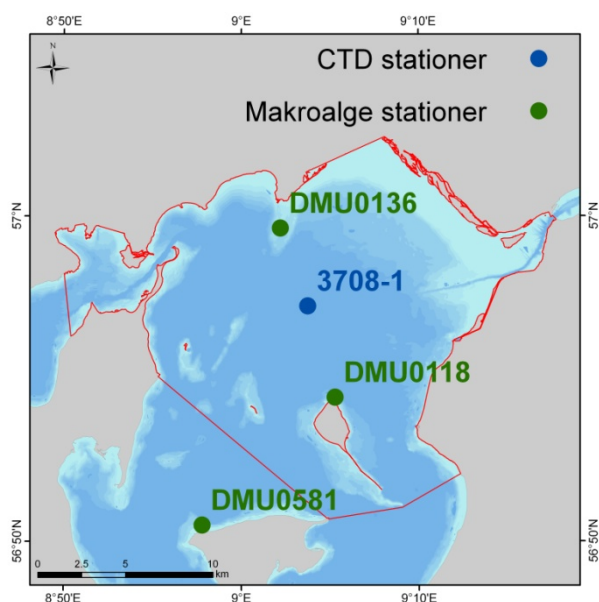 8°50'E 9°E 9°10'E
N
CTD stationer
Makroalge stationer
57°N 57°N
DMU0136
3708-1
DMU0118
DMU0581
56°50'N 56°50'N
0 2.5 5 10
km
8°50'E 9°E 9°10'E